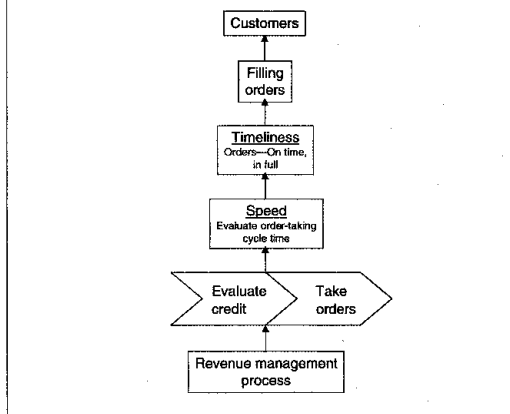 Customers
Filling
orders
Timeliness
Orders—On time,
in full
Speed
Evaluate order-taking
cycle time
Evaluate
credit
Take
orders
Revenue management
process